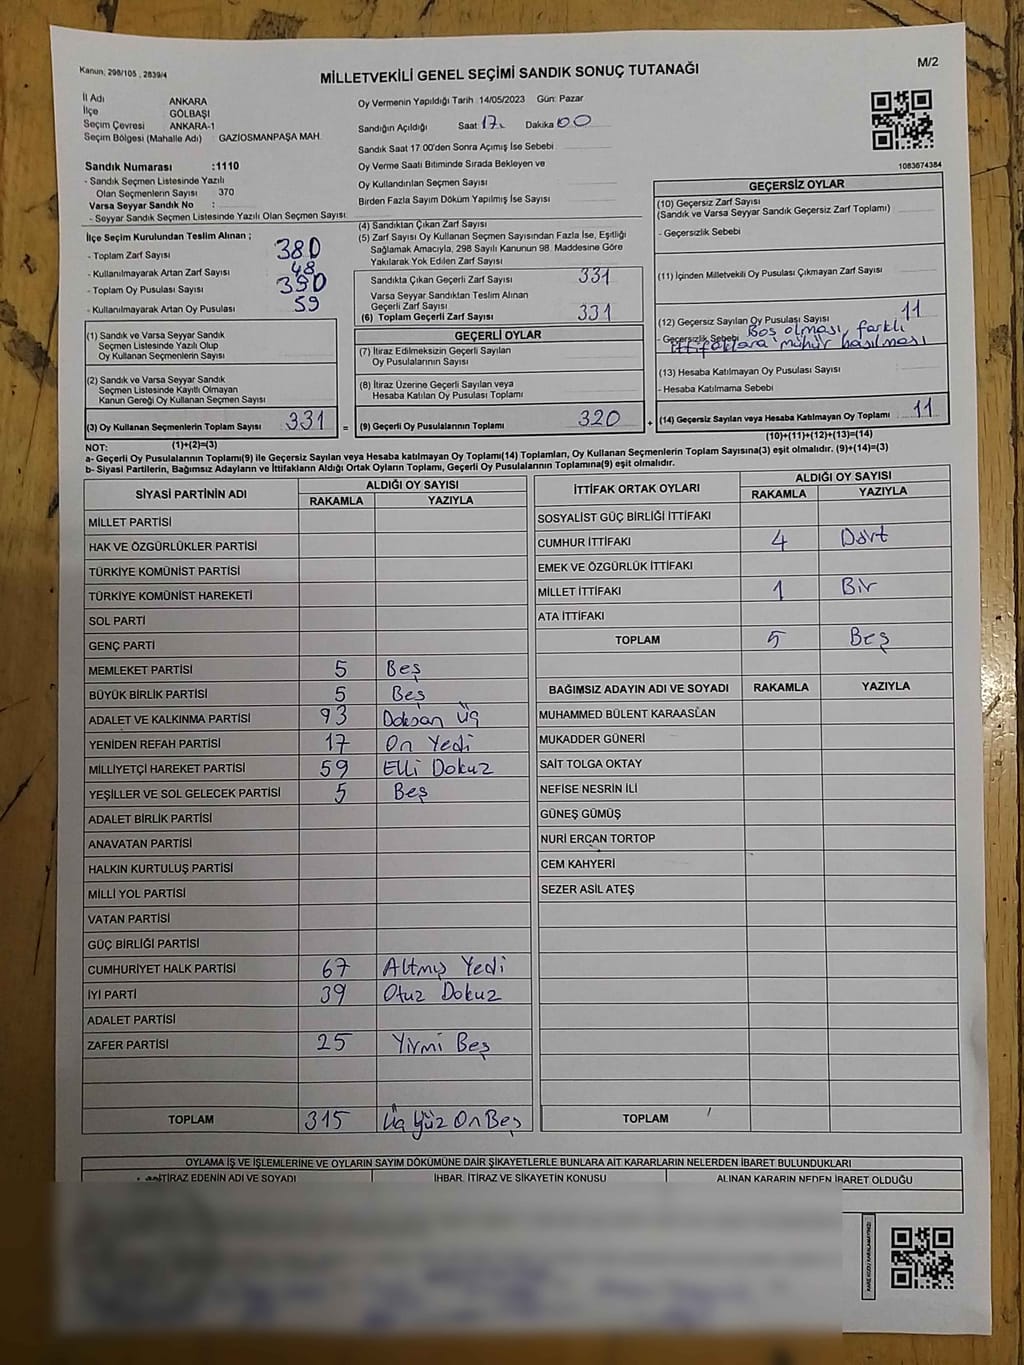 Kanun, 298/105 , 2839/4
MİLLETVEKİLİ GENEL SEÇİMİ SANDIK SONUÇ TUTANAĞI
M/2
İl Adı ANKARA
İlçe GÖLBAŞI
Seçim Çevresi ANKARA-1
Seçim Bölgesi (Mahalle Adı) GAZİOSMANPAŞA MAH.
Sandık Numarası :1110
- Sandık Seçmen Listesinde Yazılı
Olan Seçmenlerin Sayısı 370
Varsa Seyyar Sandık No :
- Seyyar Sandık Seçmen Listesinde Yazılı Olan Seçmen Sayısı:
Oy Vermenin Yapıldığı Tarih 14/05/2023 Gün: Pazar
Sandığın Açıldığı Saat 17. Dakika 00
Sandık Saat 17.00'den Sonra Açımış İse Sebebi
Oy Verme Saati Bitiminde Sırada Bekleyen ve
Oy Kullandırılan Seçmen Sayısı
Birden Fazla Sayım Döküm Yapılmış İse Sayısı
1083674384
İlçe Seçim Kurulundan Teslim Alınan ;
- Toplam Zarf Sayısı 380
- Kullanılmayarak Artan Zarf Sayısı 48
- Toplam Oy Pusulası Sayısı 390
- Kullanılmayarak Artan Oy Pusulası 59
(1) Sandık ve Varsa Seyyar Sandık
Seçmen Listesinde Yazılı Olup
Oy Kullanan Seçmenlerin Sayısı
(2) Sandık ve Varsa Seyyar Sandık
Seçmen Listesinde Kayıtlı Olmayan
Kanun Gereği Oy Kullanan Seçmen Sayısı
(3) Oy Kullanan Seçmenlerin Toplam Sayısı 331
(1)+(2)=(3)
(4) Sandıktan Çıkan Zarf Sayısı
(5) Zarf Sayısı Oy Kullanan Seçmen Sayısından Fazla İse, Eşitliği
Sağlamak Amacıyla, 298 Sayılı Kanunun 98. Maddesine Göre
Yakılarak Yok Edilen Zarf Sayısı
Sandıkta Çıkan Geçerli Zarf Sayısı 331
Varsa Seyyar Sandıktan Teslim Alınan
Geçerli Zarf Sayısı
(6) Toplam Geçerli Zarf Sayısı 331
GEÇERLİ OYLAR
(7) İtiraz Edilmeksizin Geçerli Sayılan
Oy Pusulalarının Sayısı
(8) İtiraz Üzerine Geçerli Sayılan veya
Hesaba Katılan Oy Pusulası Toplamı
= (9) Geçerli Oy Pusulalarının Toplamı 320
GEÇERSİZ OYLAR
(10) Geçersiz Zarf Sayısı
(Sandık ve Varsa Seyyar Sandık Geçersiz Zarf Toplamı)
- Geçersizlik Sebebi
(11) İçinden Milletvekili Oy Pusulası Çıkmayan Zarf Sayısı
(12) Geçersiz Sayılan Oy Pusulası Sayısı 11
- Geçersizlik Sebebi Boş olması, farklı
ittifaklara mühür basılması
(13) Hesaba Katılmayan Oy Pusulası Sayısı
- Hesaba Katılmama Sebebi
+ (14) Geçersiz Sayılan veya Hesaba Katılmayan Oy Toplamı : 11
(10)+(11)+(12)+(13)=(14)
NOT:
a- Geçerli Oy Pusulalarının Toplamı(9) ile Geçersiz Sayılan veya Hesaba katılmayan Oy Toplamı(14) Toplamları, Oy Kullanan Seçmenlerin Toplam Sayısına(3) eşit olmalıdır. (9)+(14)=(3)
b- Siyasi Partilerin, Bağımsız Adayların ve İttifakların Aldığı Ortak Oyların Toplamı, Geçerli Oy Pusulalarının Toplamına(9) eşit olmalıdır.
SİYASİ PARTİNİN ADI ALDIĞI OY SAYISI
RAKAMLA YAZIYLA
MİLLET PARTİSİ
HAK VE ÖZGÜRLÜKLER PARTİSİ
TÜRKİYE KOMÜNİST PARTİSİ
TÜRKİYE KOMÜNİST HAREKETİ
SOL PARTİ
GENÇ PARTİ
MEMLEKET PARTİSİ 5 Beş
BÜYÜK BİRLİK PARTİSİ 5 Beş
ADALET VE KALKINMA PARTİSİ 93 Doksan Üç
YENİDEN REFAH PARTİSİ 17 On Yedi
MİLLİYETÇİ HAREKET PARTİSİ 59 Elli Dokuz
YEŞİLLER VE SOL GELECEK PARTİSİ 5 Beş
ADALET BİRLİK PARTİSİ
ANAVATAN PARTİSİ
HALKIN KURTULUŞ PARTİSİ
MİLLİ YOL PARTİSİ
VATAN PARTİSİ
GÜÇ BİRLİĞİ PARTİSİ
CUMHURİYET HALK PARTİSİ 67 Altmış Yedi
İYİ PARTİ 39 Otuz Dokuz
ADALET PARTİSİ
ZAFER PARTİSİ 25 Yirmi Beş
TOPLAM 315 Üç Yüz On Beş
İTTİFAK ORTAK OYLARI ALDIĞI OY SAYISI
RAKAMLA YAZIYLA
SOSYALİST GÜÇ BİRLİĞİ İTTİFAKI
CUMHUR İTTİFAKI 4 Dört
EMEK VE ÖZGÜRLÜK İTTİFAKI
MİLLET İTTİFAKI 1 Bir
ATA İTTİFAKI
TOPLAM 5 Beş
BAĞIMSIZ ADAYIN ADI VE SOYADI RAKAMLA YAZIYLA
MUHAMMED BÜLENT KARAASLAN
MUKADDER GÜNERİ
SAİT TOLGA OKTAY
NEFİSE NESRİN İLİ
GÜNEŞ GÜMÜŞ
NURİ ERCAN TORTOP
CEM KAHYERİ
SEZER ASİL ATEŞ
TOPLAM
OYLAMA İŞ VE İŞLEMLERİNE VE OYLARIN SAYIM DÖKÜMÜNE DAİR ŞİKAYETLERLE BUNLARA AİT KARARLARIN NELERDEN İBARET BULUNDUKLARI
İTİRAZ EDENİN ADI VE SOYADI İHBAR, İTİRAZ VE ŞİKAYETİN KONUSU ALINAN KARARIN NEDEN İBARET OLDUĞU